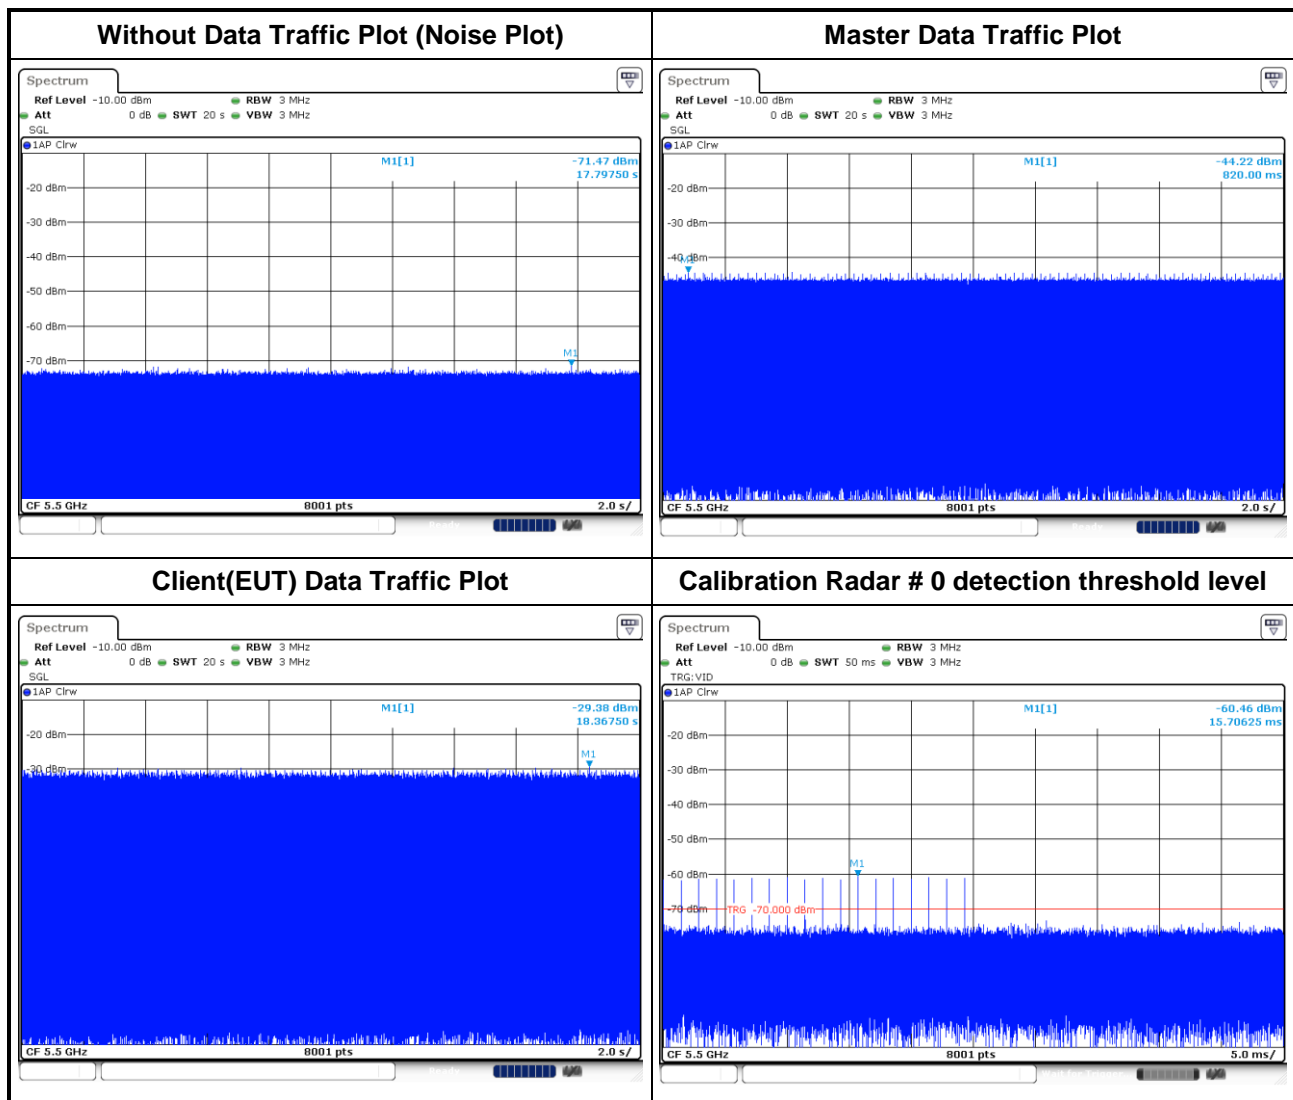 Without Data Traffic Plot (Noise Plot)
Spectrum
Ref Level -10.00 dBm RBW 3 MHz
Att 0 dB SWT 20 s VBW 3 MHz
SGL
1AP Clrw
M1[1] -71.47 dBm
17.79750 s
-20 dBm
-30 dBm
-40 dBm
-50 dBm
-60 dBm
M1
-70 dBm
CF 5.5 GHz 8001 pts 2.0 s/
Ready
Master Data Traffic Plot
Spectrum
Ref Level -10.00 dBm RBW 3 MHz
Att 0 dB SWT 20 s VBW 3 MHz
SGL
1AP Clrw
M1[1] -44.22 dBm
820.00 ms
-20 dBm
-30 dBm
-40 dBm
M1
CF 5.5 GHz 8001 pts 2.0 s/
Ready
Client(EUT) Data Traffic Plot
Spectrum
Ref Level -10.00 dBm RBW 3 MHz
Att 0 dB SWT 20 s VBW 3 MHz
SGL
1AP Clrw
M1[1] -29.38 dBm
18.36750 s
-20 dBm
M1
-30 dBm
CF 5.5 GHz 8001 pts 2.0 s/
Ready
Calibration Radar # 0 detection threshold level
Spectrum
Ref Level -10.00 dBm RBW 3 MHz
Att 0 dB SWT 50 ms VBW 3 MHz
TRG:VID
1AP Clrw
M1[1] -60.46 dBm
15.70625 ms
-20 dBm
-30 dBm
-40 dBm
-50 dBm
M1
-60 dBm
-70 dBm TRG -70.000 dBm
CF 5.5 GHz 8001 pts 5.0 ms/
Wait for Trigger